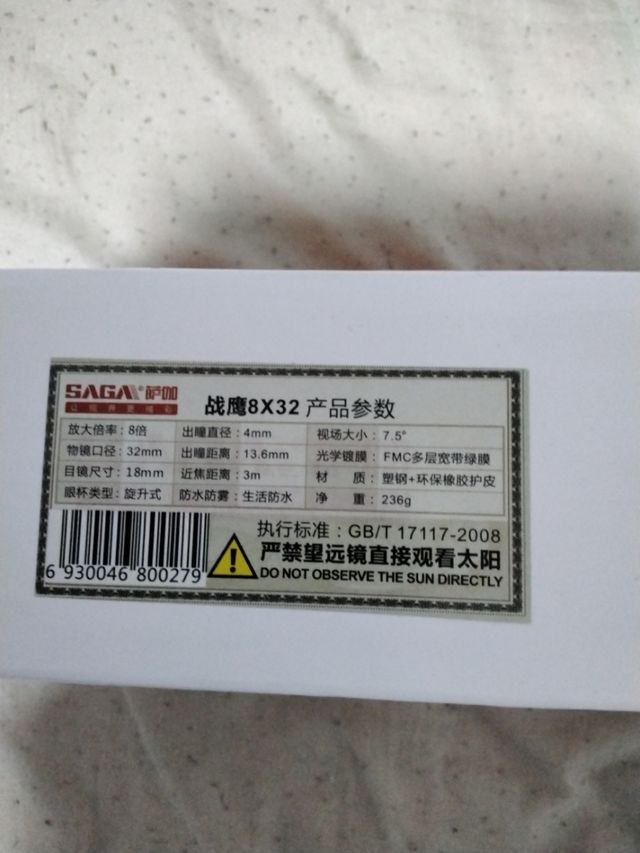 SAGA 萨伽
让视界更精彩
战鹰8X32 产品参数
放大倍率：8倍 出瞳直径：4mm 视场大小：7.5°
物镜口径：32mm 出瞳距离：13.6mm 光学镀膜：FMC多层宽带绿膜
目镜尺寸：18mm 近焦距离：3m 材 质：塑钢+环保橡胶护皮
眼杯类型：旋升式 防水防雾：生活防水 净 重：236g
执行标准：GB/T 17117-2008
严禁望远镜直接观看太阳
DO NOT OBSERVE THE SUN DIRECTLY
6 930046 800279